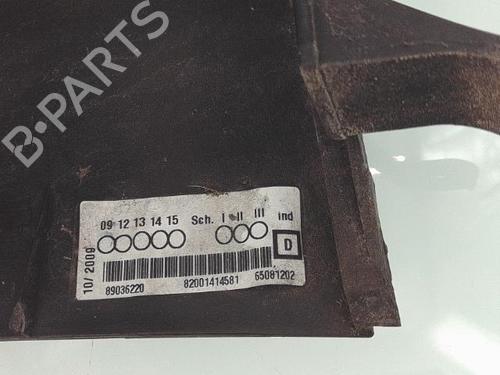 B-PARTS
09 12 13 14 15 Sch. I II III ind
D
10/2009
89036220 82001414581 65081202